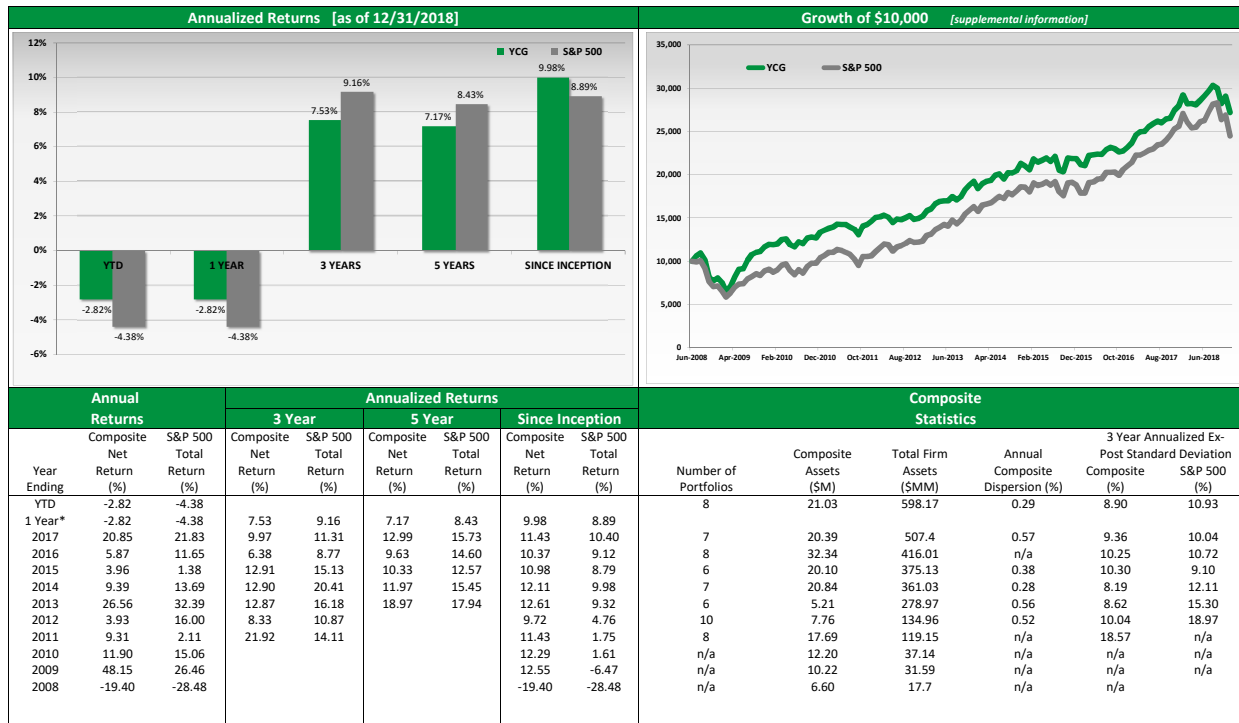 Annualized Returns [as of 12/31/2018]
12%
10%
8%
6%
4%
2%
0%
-2%
-4%
-6%
YCG
S&P 500
-2.82%
-4.38%
-2.82%
-4.38%
7.53%
9.16%
7.17%
8.43%
9.98%
8.89%
YTD
1 YEAR
3 YEARS
5 YEARS
SINCE INCEPTION
Growth of $10,000 [supplemental information]
35,000
30,000
25,000
20,000
15,000
10,000
5,000
0
YCG
S&P 500
Jun-2008 Apr-2009 Feb-2010 Dec-2010 Oct-2011 Aug-2012 Jun-2013 Apr-2014 Feb-2015 Dec-2015 Oct-2016 Aug-2017 Jun-2018
Annual Returns
Annualized Returns
3 Year 5 Year Since Inception
Composite Statistics
Year Ending
Composite Net Return (%)
S&P 500 Total Return (%)
Composite Net Return (%)
S&P 500 Total Return (%)
Composite Net Return (%)
S&P 500 Total Return (%)
Composite Net Return (%)
S&P 500 Total Return (%)
Number of Portfolios
Composite Assets ($M)
Total Firm Assets ($MM)
Annual Composite Dispersion (%)
3 Year Annualized Ex-Post Standard Deviation
Composite (%)
S&P 500 (%)
YTD -2.82 -4.38 8 21.03 598.17 0.29 8.90 10.93
1 Year* -2.82 -4.38 7.53 9.16 7.17 8.43 9.98 8.89
2017 20.85 21.83 9.97 11.31 12.99 15.73 11.43 10.40 7 20.39 507.4 0.57 9.36 10.04
2016 5.87 11.65 6.38 8.77 9.63 14.60 10.37 9.12 8 32.34 416.01 n/a 10.25 10.72
2015 3.96 1.38 12.91 15.13 10.33 12.57 10.98 8.79 6 20.10 375.13 0.38 10.30 9.10
2014 9.39 13.69 12.90 20.41 11.97 15.45 12.11 9.98 7 20.84 361.03 0.28 8.19 12.11
2013 26.56 32.39 12.87 16.18 18.97 17.94 12.61 9.32 6 5.21 278.97 0.56 8.62 15.30
2012 3.93 16.00 8.33 10.87 9.72 4.76 10 7.76 134.96 0.52 10.04 18.97
2011 9.31 2.11 21.92 14.11 11.43 1.75 8 17.69 119.15 n/a 18.57 n/a
2010 11.90 15.06 12.29 1.61 n/a 12.20 37.14 n/a n/a n/a
2009 48.15 26.46 12.55 -6.47 n/a 10.22 31.59 n/a n/a n/a
2008 -19.40 -28.48 -19.40 -28.48 n/a 6.60 17.7 n/a n/a